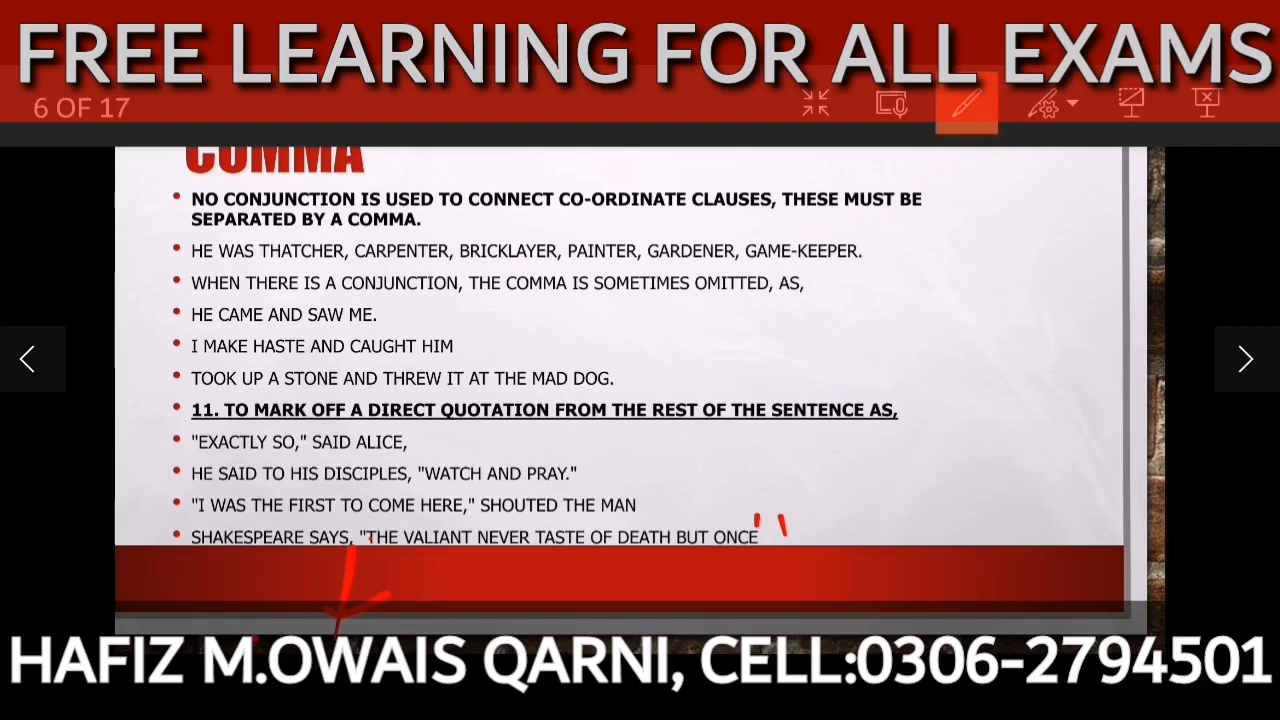 FREE LEARNING FOR ALL EXAMS
6 OF 17
COMMA
• NO CONJUNCTION IS USED TO CONNECT CO-ORDINATE CLAUSES, THESE MUST BE
SEPARATED BY A COMMA.
• HE WAS THATCHER, CARPENTER, BRICKLAYER, PAINTER, GARDENER, GAME-KEEPER.
• WHEN THERE IS A CONJUNCTION, THE COMMA IS SOMETIMES OMITTED, AS,
• HE CAME AND SAW ME.
• I MAKE HASTE AND CAUGHT HIM
• TOOK UP A STONE AND THREW IT AT THE MAD DOG.
• 11. TO MARK OFF A DIRECT QUOTATION FROM THE REST OF THE SENTENCE AS,
• "EXACTLY SO," SAID ALICE,
• HE SAID TO HIS DISCIPLES, "WATCH AND PRAY."
• "I WAS THE FIRST TO COME HERE," SHOUTED THE MAN
• SHAKESPEARE SAYS, "THE VALIANT NEVER TASTE OF DEATH BUT ONCE"
HAFIZ M.OWAIS QARNI, CELL:0306-2794501